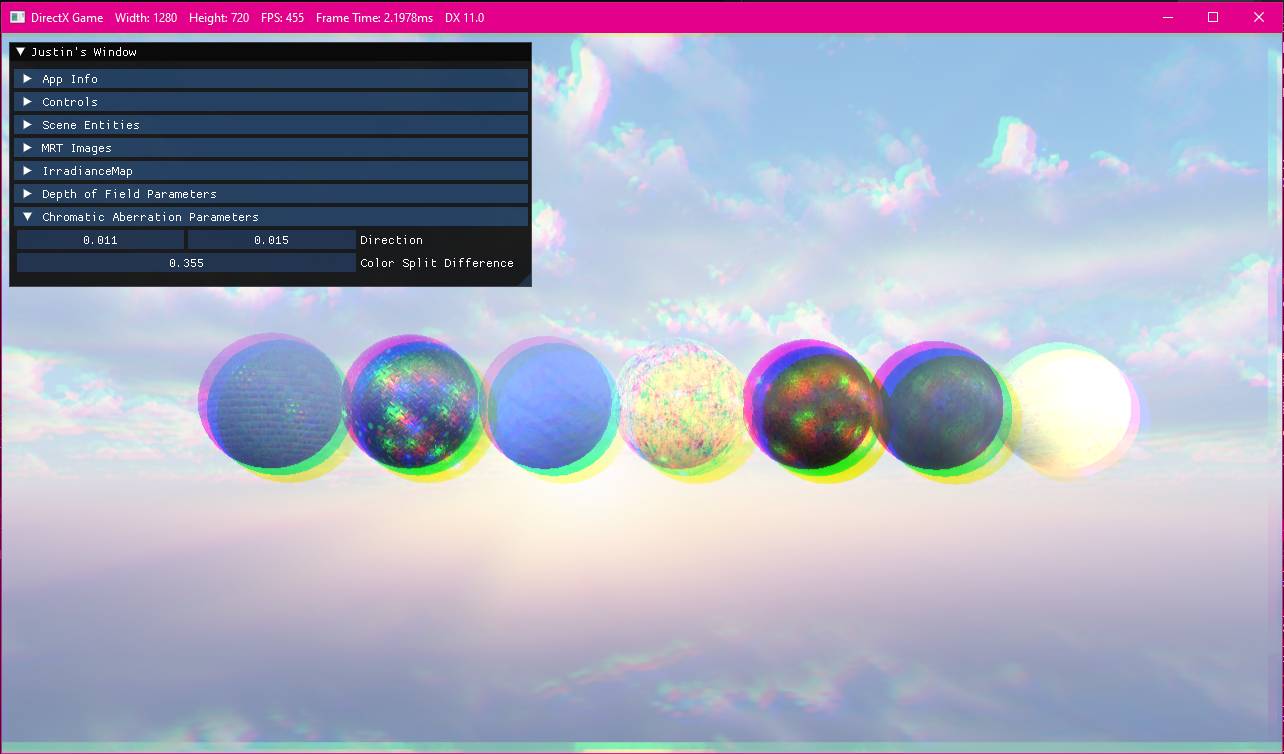 DirectX Game Width: 1280 Height: 720 FPS: 455 Frame Time: 2.1978ms DX 11.0
Justin's Window
App Info
Controls
Scene Entities
MRT Images
IrradianceMap
Depth of Field Parameters
Chromatic Aberration Parameters
0.011 0.015 Direction
0.355 Color Split Difference